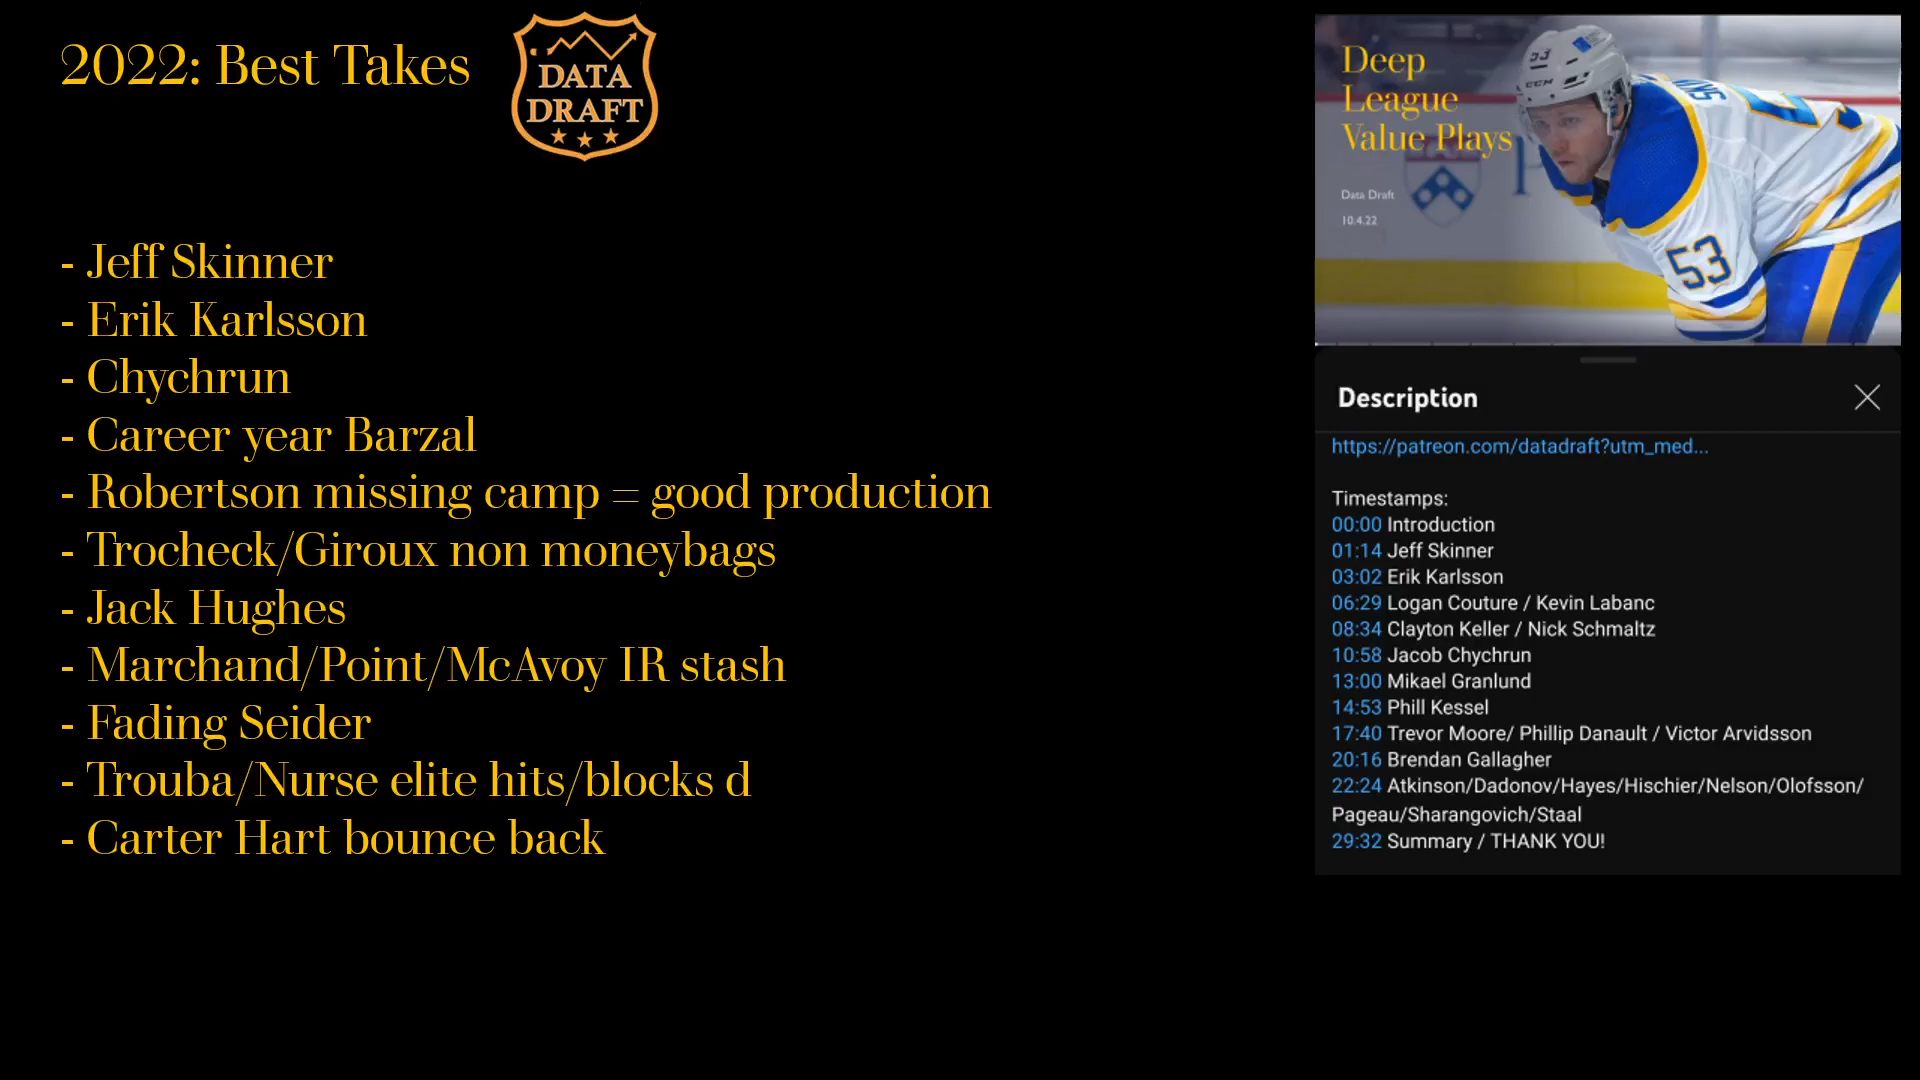 2022: Best Takes
DATA
DRAFT
- Jeff Skinner
- Erik Karlsson
- Chychrun
- Career year Barzal
- Robertson missing camp = good production
- Trocheck/Giroux non moneybags
- Jack Hughes
- Marchand/Point/McAvoy IR stash
- Fading Seider
- Trouba/Nurse elite hits/blocks d
- Carter Hart bounce back
Deep
League
Value Plays
Data Draft
10.4.22
53
CCM
53
Description
https://patreon.com/datadraft?utm_med...
Timestamps:
00:00 Introduction
01:14 Jeff Skinner
03:02 Erik Karlsson
06:29 Logan Couture / Kevin Labanc
08:34 Clayton Keller / Nick Schmaltz
10:58 Jacob Chychrun
13:00 Mikael Granlund
14:53 Phill Kessel
17:40 Trevor Moore/ Phillip Danault / Victor Arvidsson
20:16 Brendan Gallagher
22:24 Atkinson/Dadonov/Hayes/Hischier/Nelson/Olofsson/
Pageau/Sharangovich/Staal
29:32 Summary / THANK YOU!